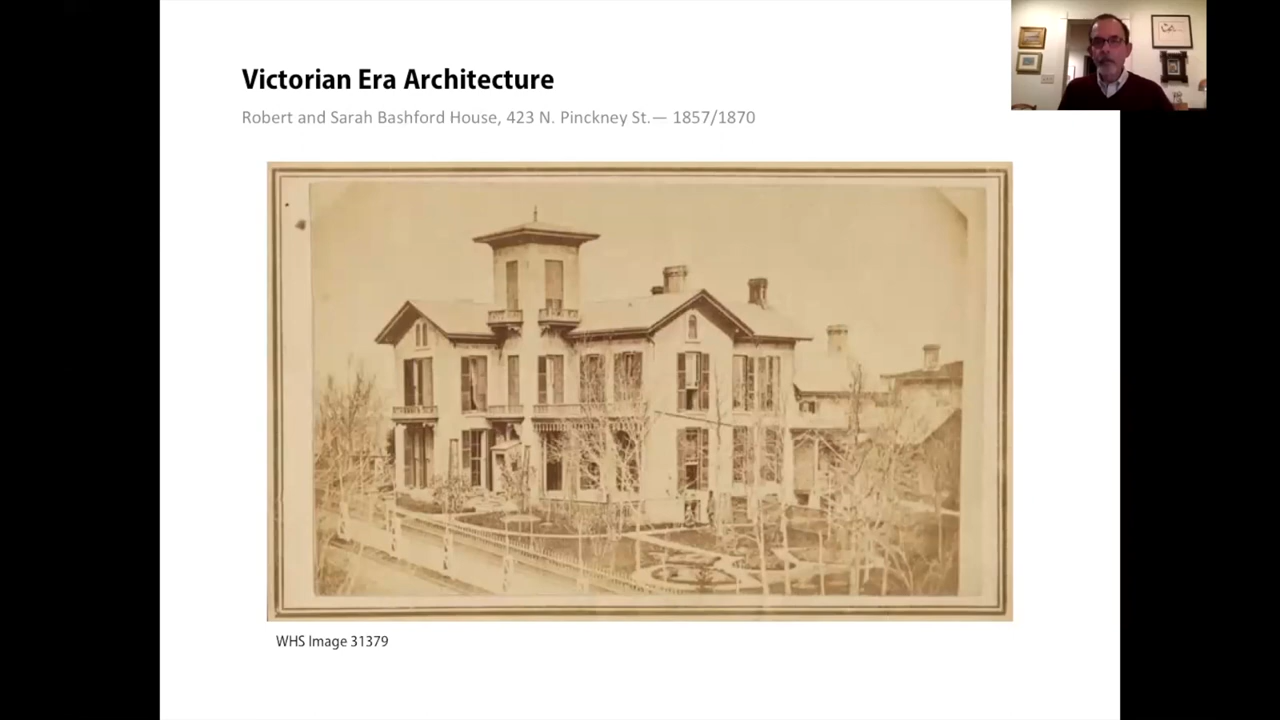 Victorian Era Architecture
Robert and Sarah Bashford House, 423 N. Pinckney St.— 1857/1870
WHS Image 31379